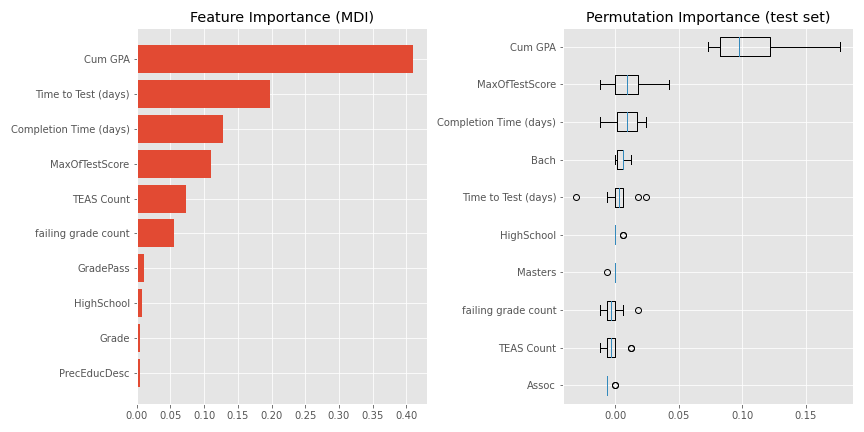 Feature Importance (MDI)
Cum GPA
Time to Test (days)
Completion Time (days)
MaxOfTestScore
TEAS Count
failing grade count
GradePass
HighSchool
Grade
PrecEducDesc
0.00 0.05 0.10 0.15 0.20 0.25 0.30 0.35 0.40
Permutation Importance (test set)
Cum GPA
MaxOfTestScore
Completion Time (days)
Bach
Time to Test (days)
HighSchool
Masters
failing grade count
TEAS Count
Assoc
0.00 0.05 0.10 0.15